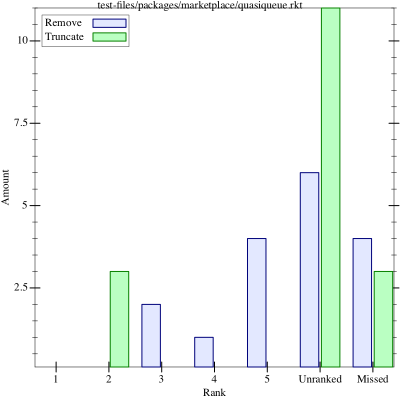 test-files/packages/marketplace/quasiqueue.rkt
Remove
Truncate
10
7.5
5
2.5
Amount
1 2 3 4 5 Unranked Missed
Rank